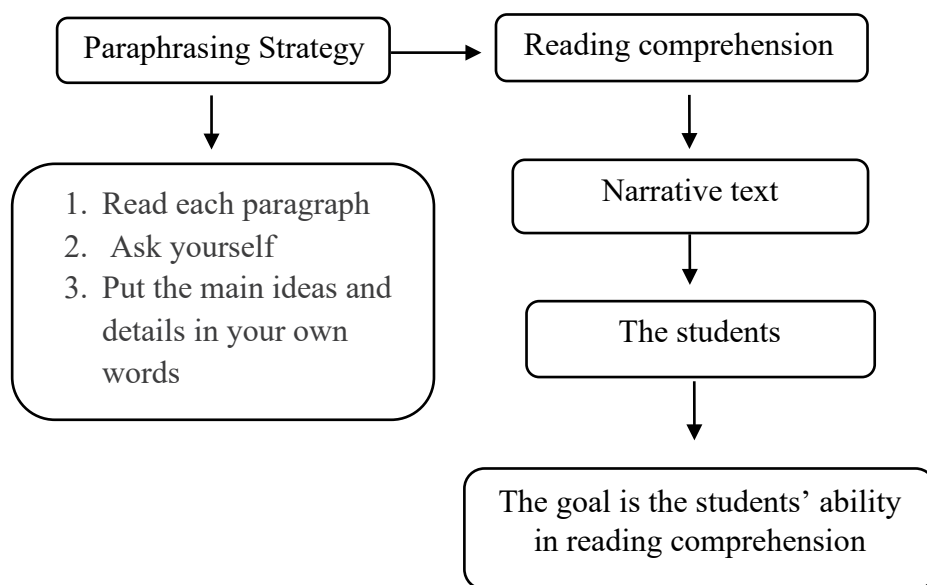 Paraphrasing Strategy
Reading comprehension
1. Read each paragraph
2. Ask yourself
3. Put the main ideas and
details in your own
words
Narrative text
The students
The goal is the students’ ability
in reading comprehension